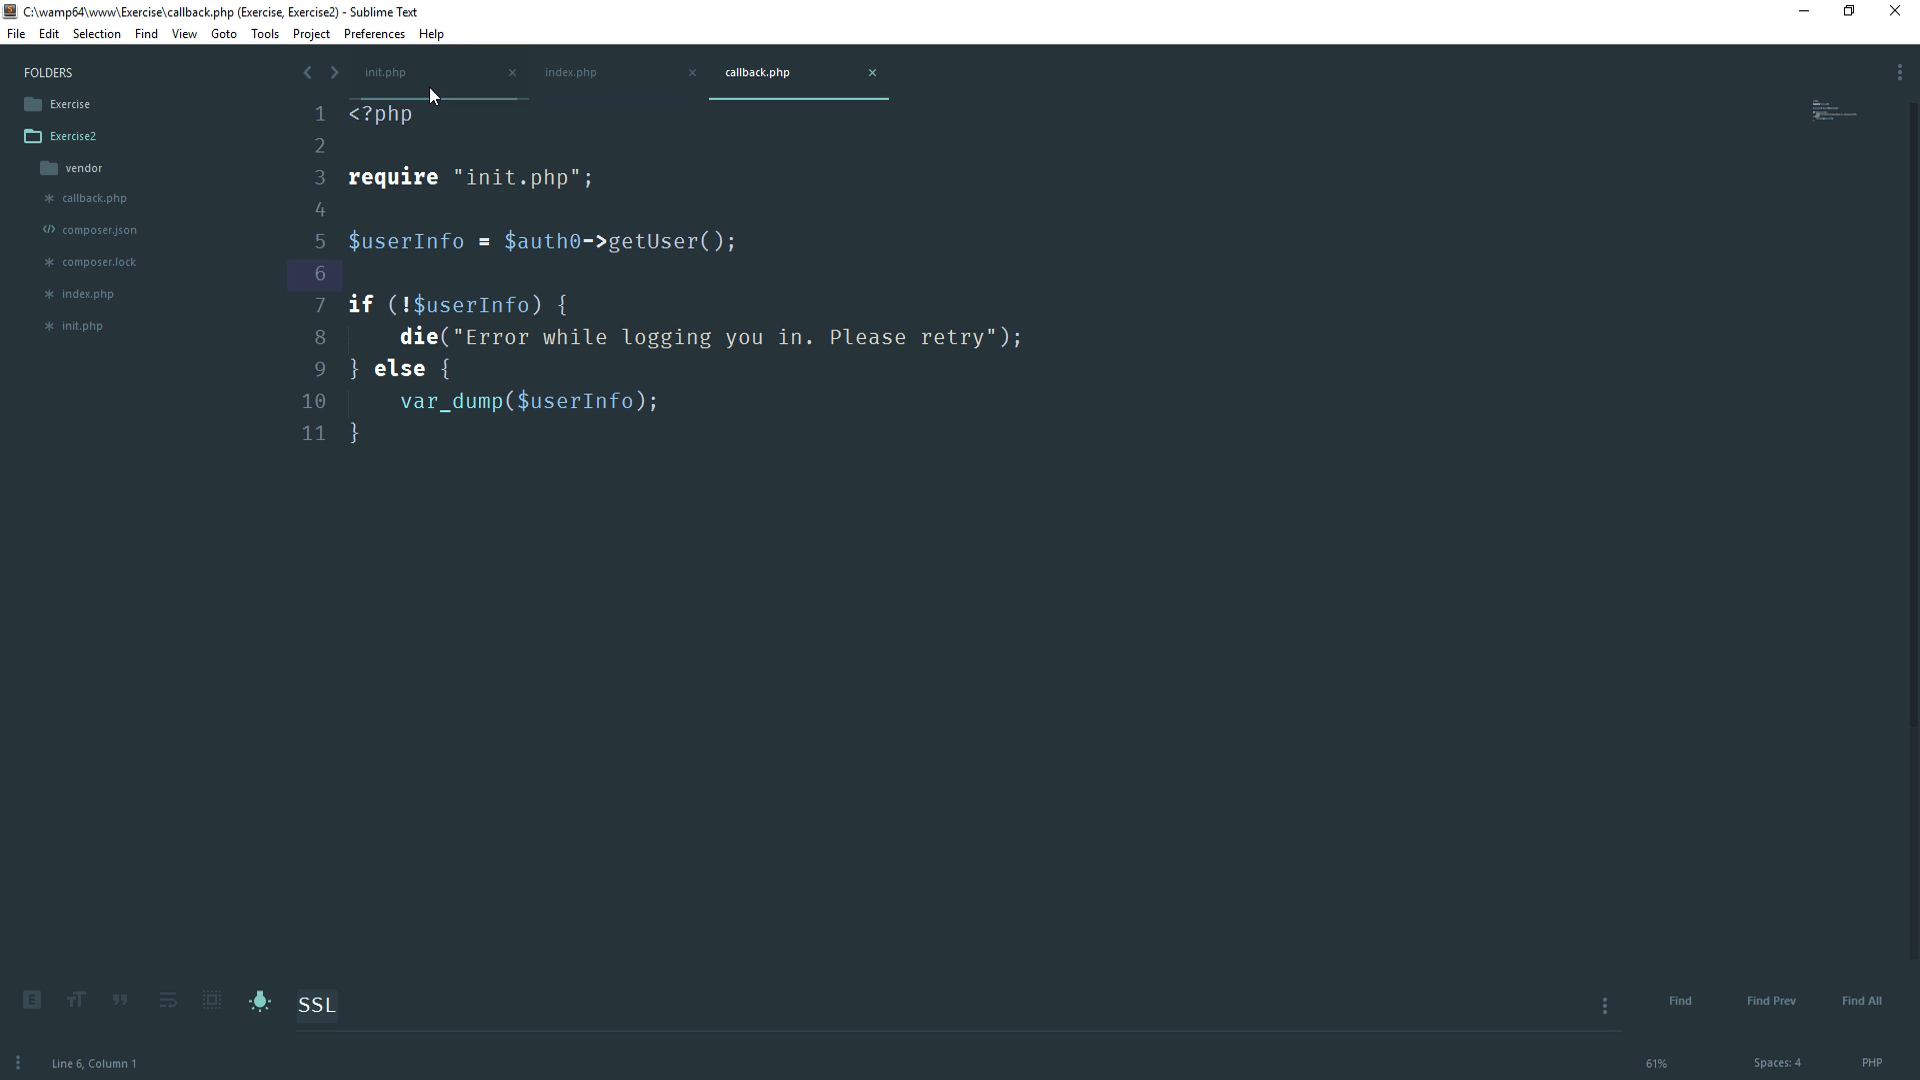 C:\wamp64\www\Exercise\callback.php (Exercise, Exercise2) - Sublime Text
File Edit Selection Find View Goto Tools Project Preferences Help
FOLDERS
Exercise
Exercise2
vendor
callback.php
composer.json
composer.lock
index.php
init.php
init.php index.php callback.php
1 <?php
2
3 require "init.php";
4
5 $userInfo = $auth0->getUser();
6
7 if (!$userInfo) {
8 die("Error while logging you in. Please retry");
9 } else {
10 var_dump($userInfo);
11 }
SSL
Find Find Prev Find All
Line 6, Column 1
61% Spaces: 4 PHP